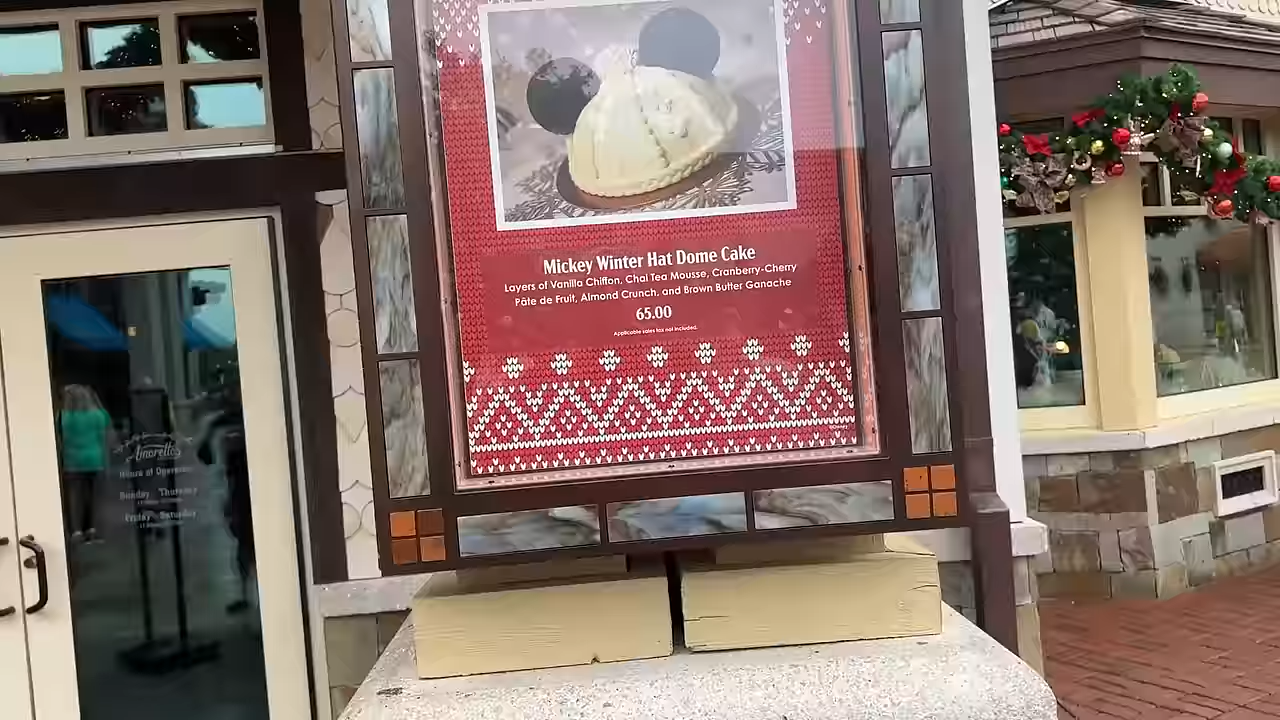 Mickey Winter Hat Dome Cake
Layers of Vanilla Chiffon, Chai Tea Mousse, Cranberry-Cherry
Pâte de Fruit, Almond Crunch, and Brown Butter Ganache
65.00
Applicable sales tax not included.
©Disney
Amorette's
Hours of Operation
Sunday Thursday
Friday Saturday